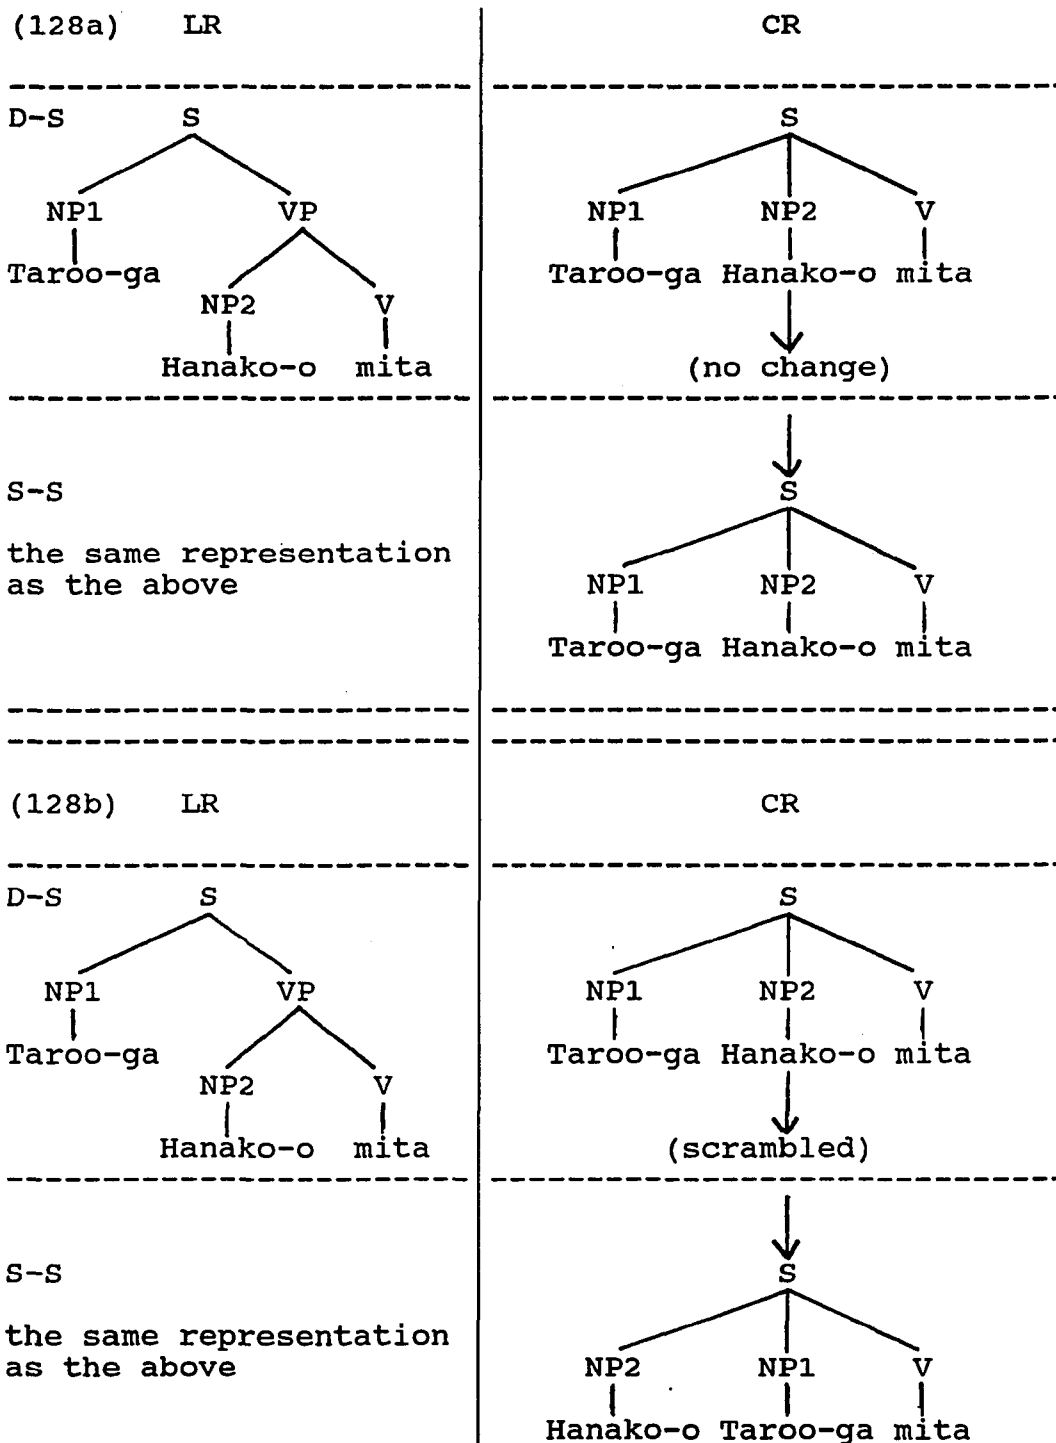 (128a) LR CR
D-S S S
NP1 VP NP1 NP2 V
Taroo-ga Taroo-ga Hanako-o mita
NP2 V
Hanako-o mita (no change)
S-S S
the same representation
as the above NP1 NP2 V
Taroo-ga Hanako-o mita
(128b) LR CR
D-S S S
NP1 VP NP1 NP2 V
Taroo-ga Taroo-ga Hanako-o mita
NP2 V
Hanako-o mita (scrambled)
S-S S
the same representation
as the above NP2 NP1 V
Hanako-o Taroo-ga mita